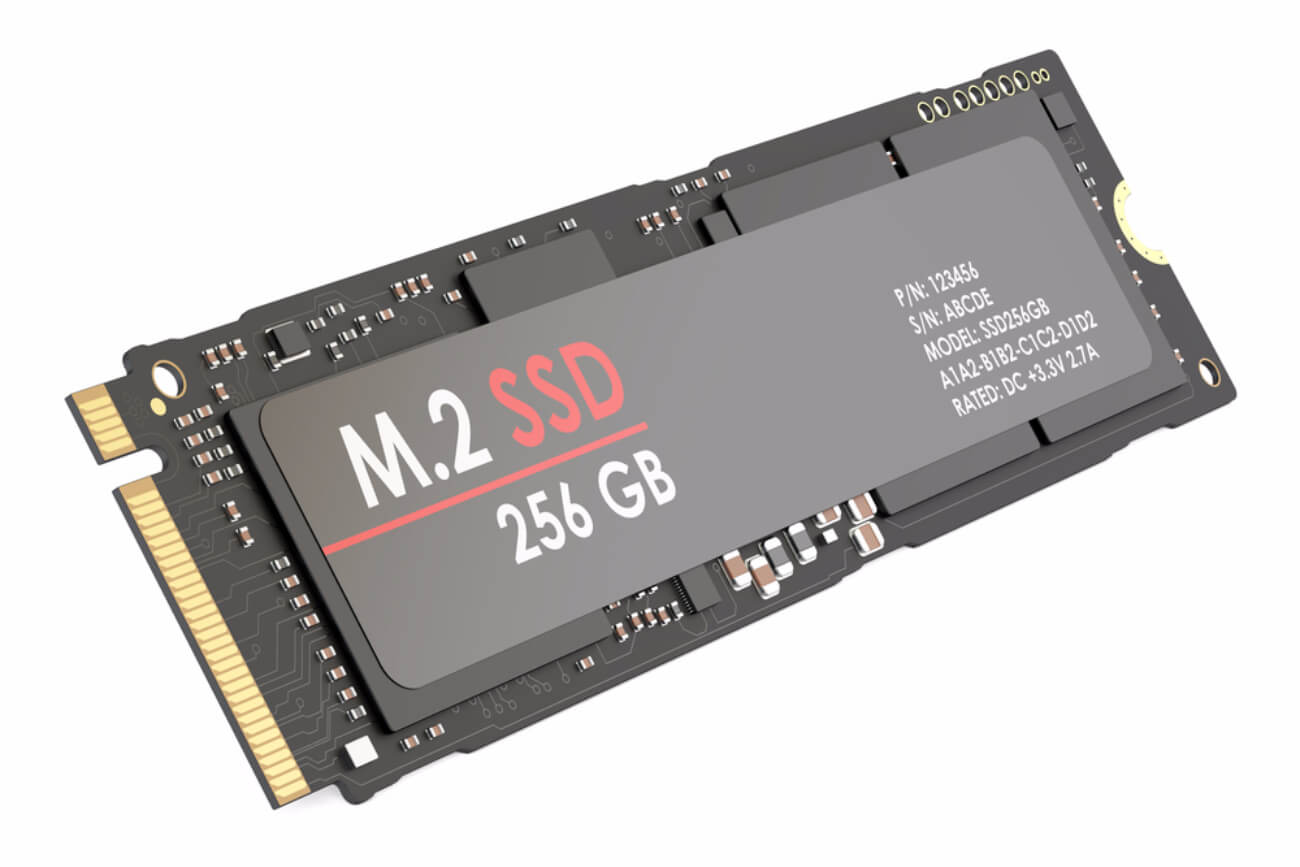 M.2 SSD
256 GB
P/N: 123456
S/N: ABCDE
MODEL: SSD256GB
A1A2-B1B2-C1C2-D1D2
RATED: DC +3,3V 2.7A